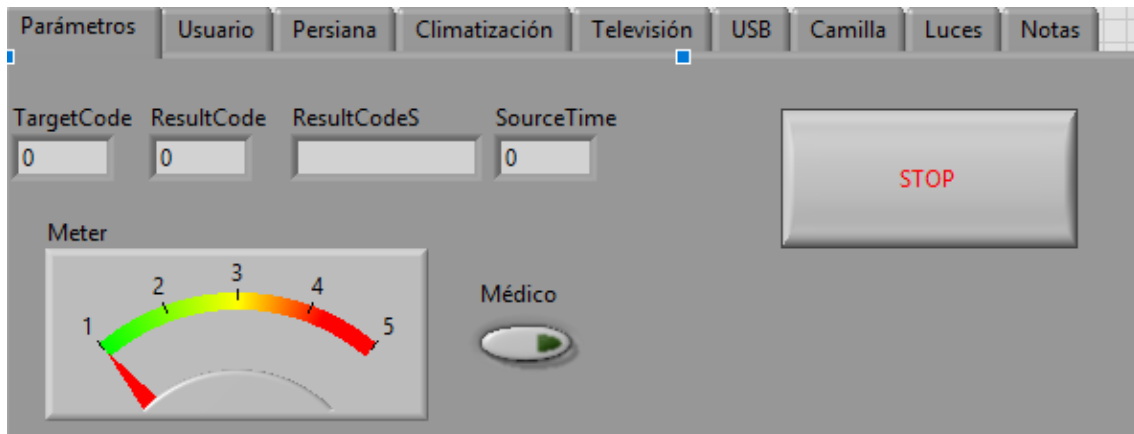 Parámetros Usuario Persiana Climatización Televisión USB Camilla Luces Notas
TargetCode ResultCode ResultCodeS SourceTime
0 0 0
STOP
Meter
1 2 3 4 5
Médico